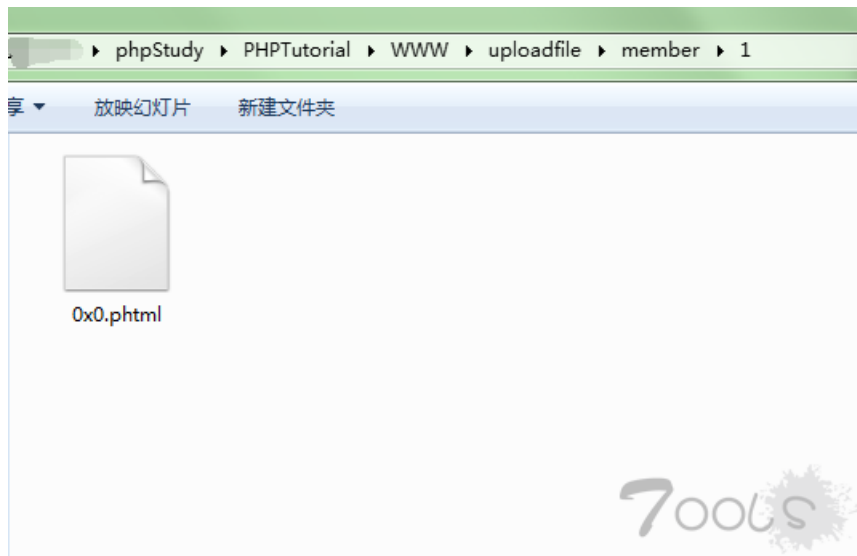 phpStudy ▸ PHPTutorial ▸ WWW ▸ uploadfile ▸ member ▸ 1
享 放映幻灯片 新建文件夹
0x0.phtml
7ooLS